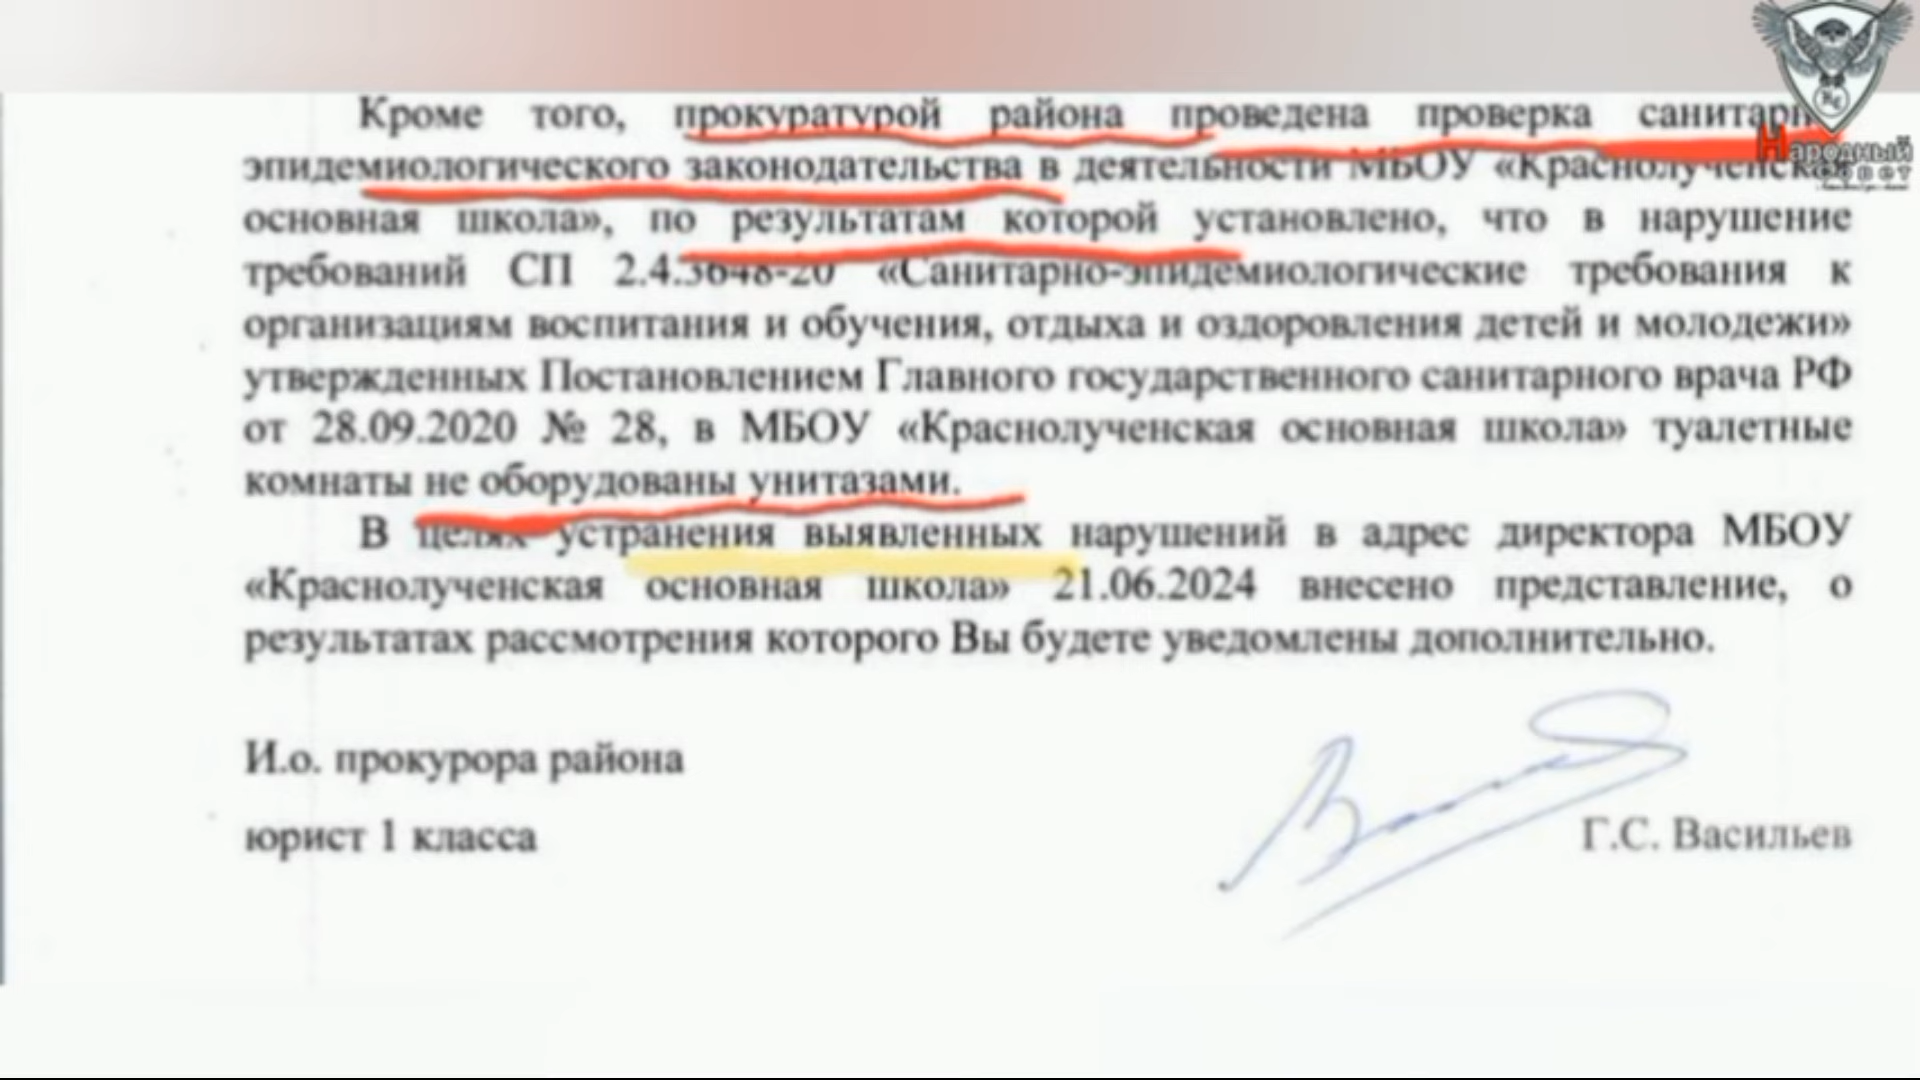 Кроме того, прокуратурой района проведена проверка санитарно
эпидемиологического законодательства в деятельности МБОУ «Краснолученская
основная школа», по результатам которой установлено, что в нарушение
требований СП 2.4.3648-20 «Санитарно-эпидемиологические требования к
организациям воспитания и обучения, отдыха и оздоровления детей и молодежи»
утвержденных Постановлением Главного государственного санитарного врача РФ
от 28.09.2020 № 28, в МБОУ «Краснолученская основная школа» туалетные
комнаты не оборудованы унитазами.
В целях устранения выявленных нарушений в адрес директора МБОУ
«Краснолученская основная школа» 21.06.2024 внесено представление, о
результатах рассмотрения которого Вы будете уведомлены дополнительно.
И.о. прокурора района
юрист 1 класса
Г.С. Васильев
Народный